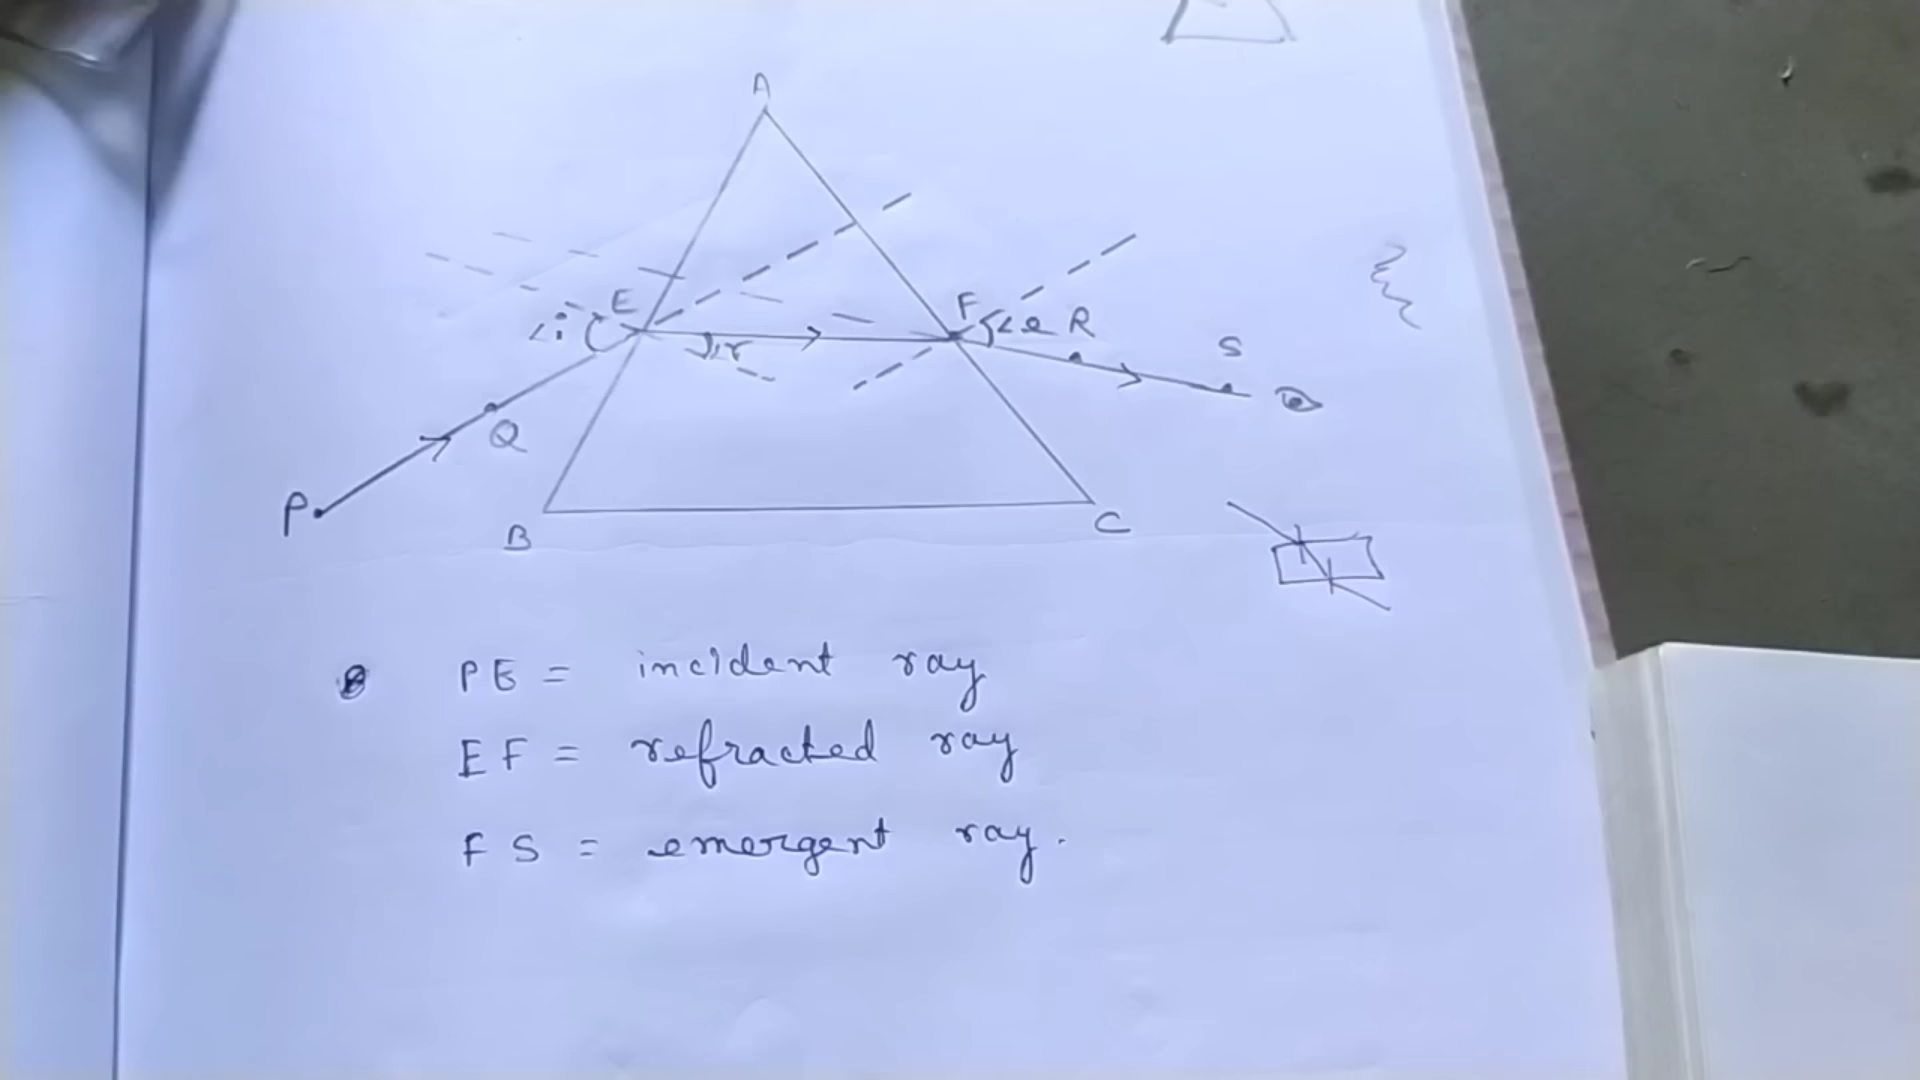 A
E
F
∠i
∠r
∠e
R
S
Q
P
B
C
PE = incident ray
EF = refracted ray
FS = emergent ray.